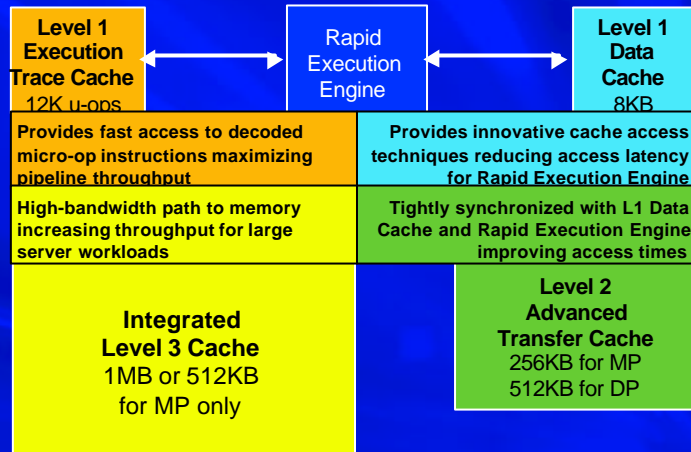 Level 1
Execution
Trace Cache
12K u-ops
Rapid
Execution
Engine
Level 1
Data
Cache
8KB
Provides fast access to decoded
micro-op instructions maximizing
pipeline throughput
Provides innovative cache access
techniques reducing access latency
for Rapid Execution Engine
High-bandwidth path to memory
increasing throughput for large
server workloads
Tightly synchronized with L1 Data
Cache and Rapid Execution Engine
improving access times
Integrated
Level 3 Cache
1MB or 512KB
for MP only
Level 2
Advanced
Transfer Cache
256KB for MP
512KB for DP